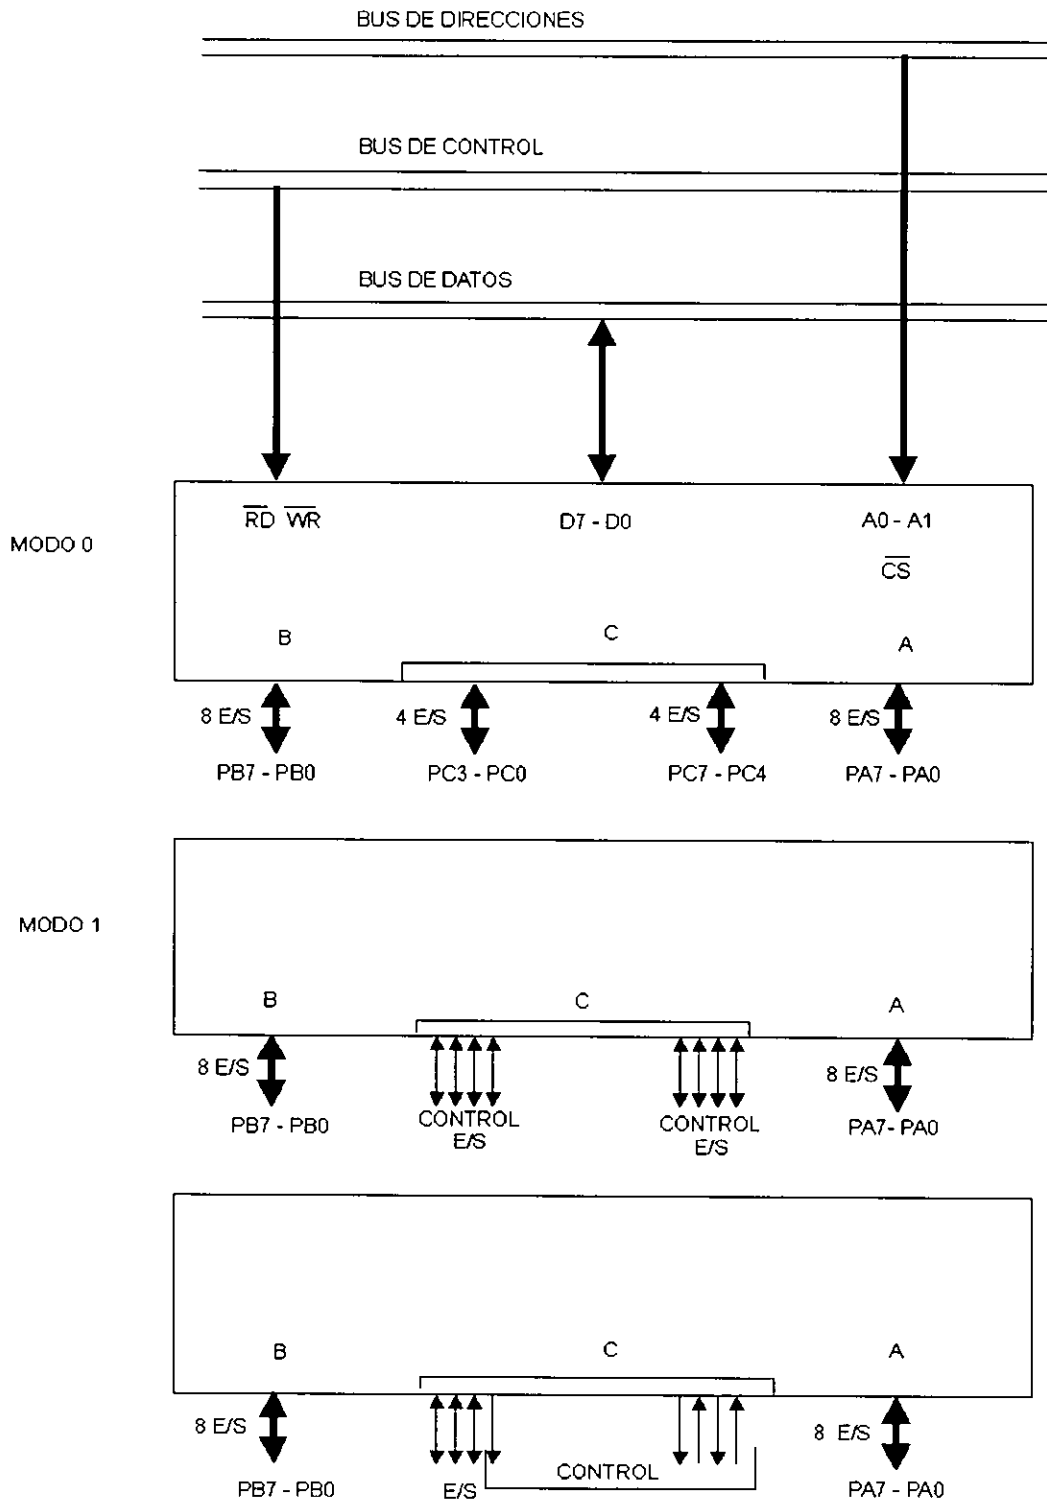 BUS DE DIRECCIONES
BUS DE CONTROL
BUS DE DATOS
MODO 0
RD WR
D7 - D0
A0 - A1
CS
B
C
A
8 E/S
4 E/S
4 E/S
8 E/S
PB7 - PB0
PC3 - PC0
PC7 - PC4
PA7 - PA0
MODO 1
B
C
A
8 E/S
8 E/S
PB7 - PB0
CONTROL
E/S
CONTROL
E/S
PA7- PA0
B
C
A
8 E/S
8 E/S
CONTROL
PB7 - PB0
E/S
PA7 - PA0